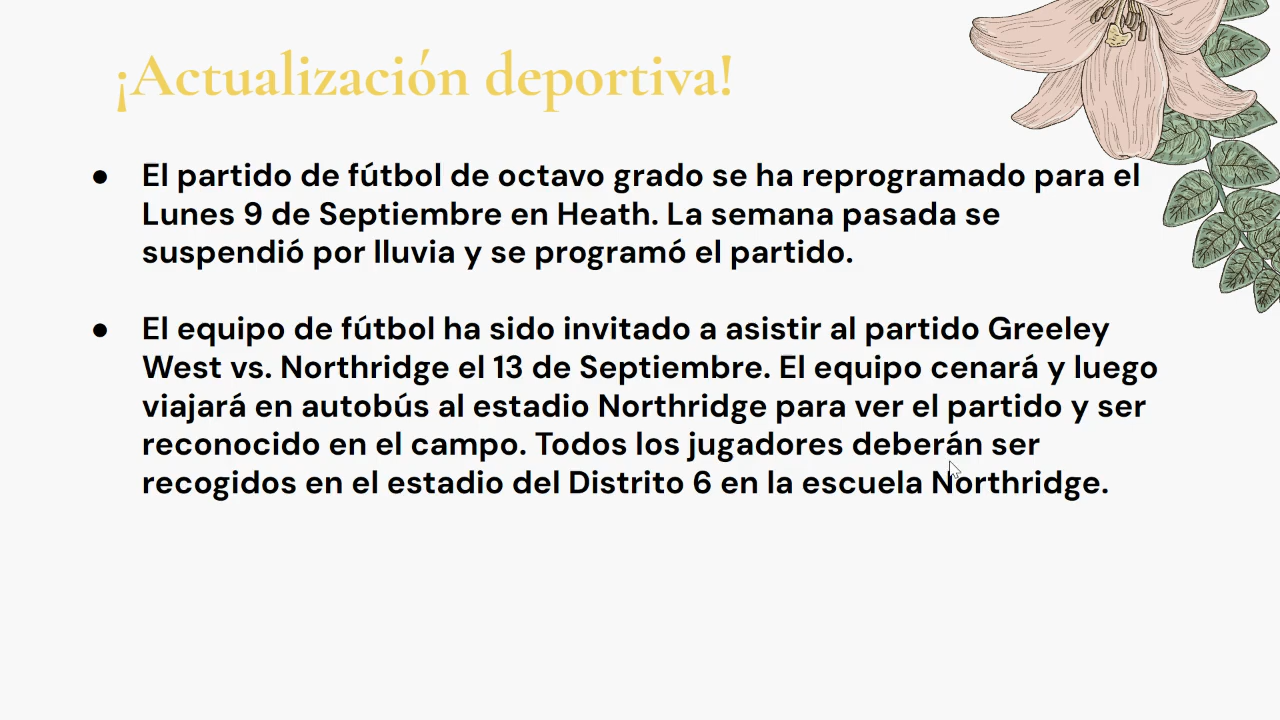 ¡Actualización deportiva!
● El partido de fútbol de octavo grado se ha reprogramado para el
Lunes 9 de Septiembre en Heath. La semana pasada se
suspendió por lluvia y se programó el partido.
● El equipo de fútbol ha sido invitado a asistir al partido Greeley
West vs. Northridge el 13 de Septiembre. El equipo cenará y luego
viajará en autobús al estadio Northridge para ver el partido y ser
reconocido en el campo. Todos los jugadores deberán ser
recogidos en el estadio del Distrito 6 en la escuela Northridge.